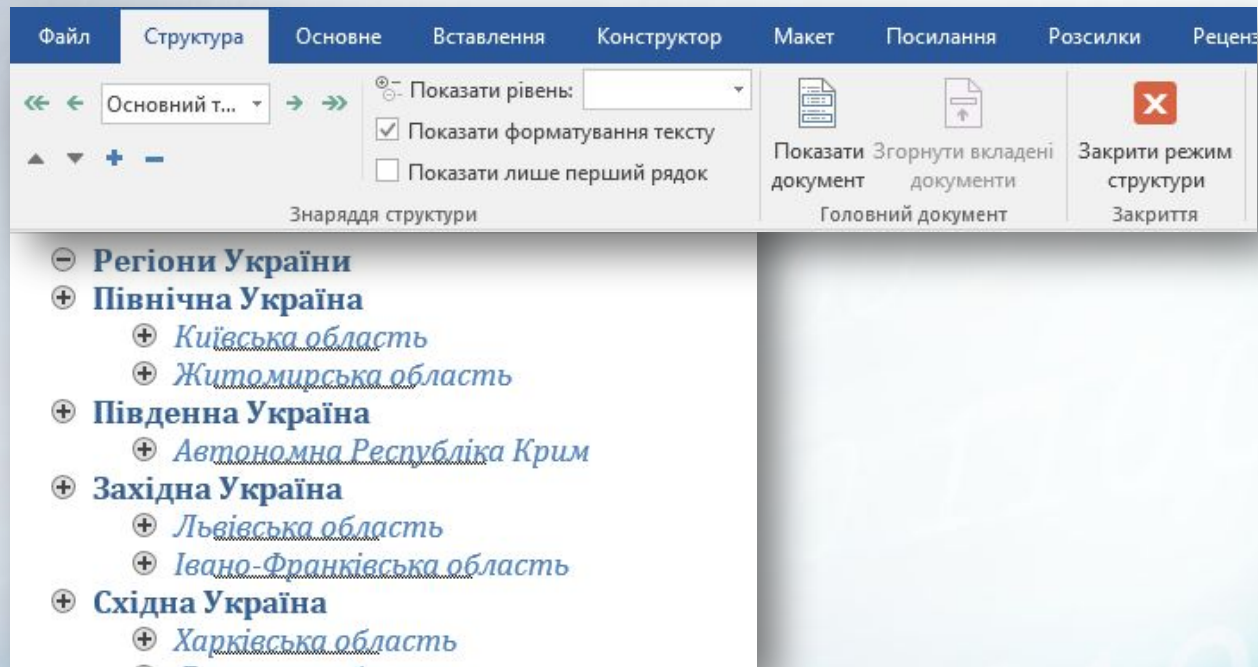 Файл Структура Основне Вставлення Конструктор Макет Посилання Розсилки Реценз
Основний т... Показати рівень:
Показати форматування тексту
Показати лише перший рядок
Показати документ
Згорнути вкладені документи
Закрити режим структури
Знаряддя структури Головний документ Закриття
Регіони України
Північна Україна
Київська область
Житомирська область
Південна Україна
Автономна Республіка Крим
Західна Україна
Львівська область
Івано-Франківська область
Східна Україна
Харківська область